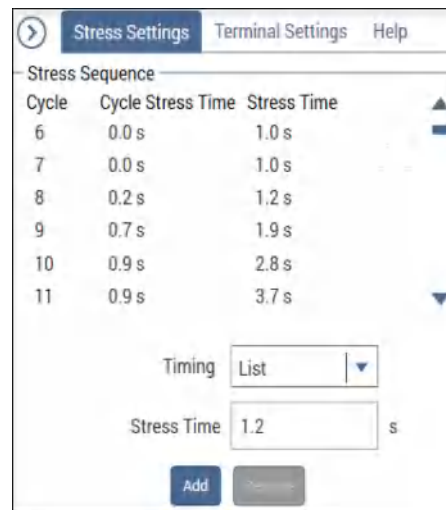 Stress Settings Terminal Settings Help
Stress Sequence
Cycle Cycle Stress Time Stress Time
6 0.0 s 1.0 s
7 0.0 s 1.0 s
8 0.2 s 1.2 s
9 0.7 s 1.9 s
10 0.9 s 2.8 s
11 0.9 s 3.7 s
Timing List
Stress Time 1.2 s
Add